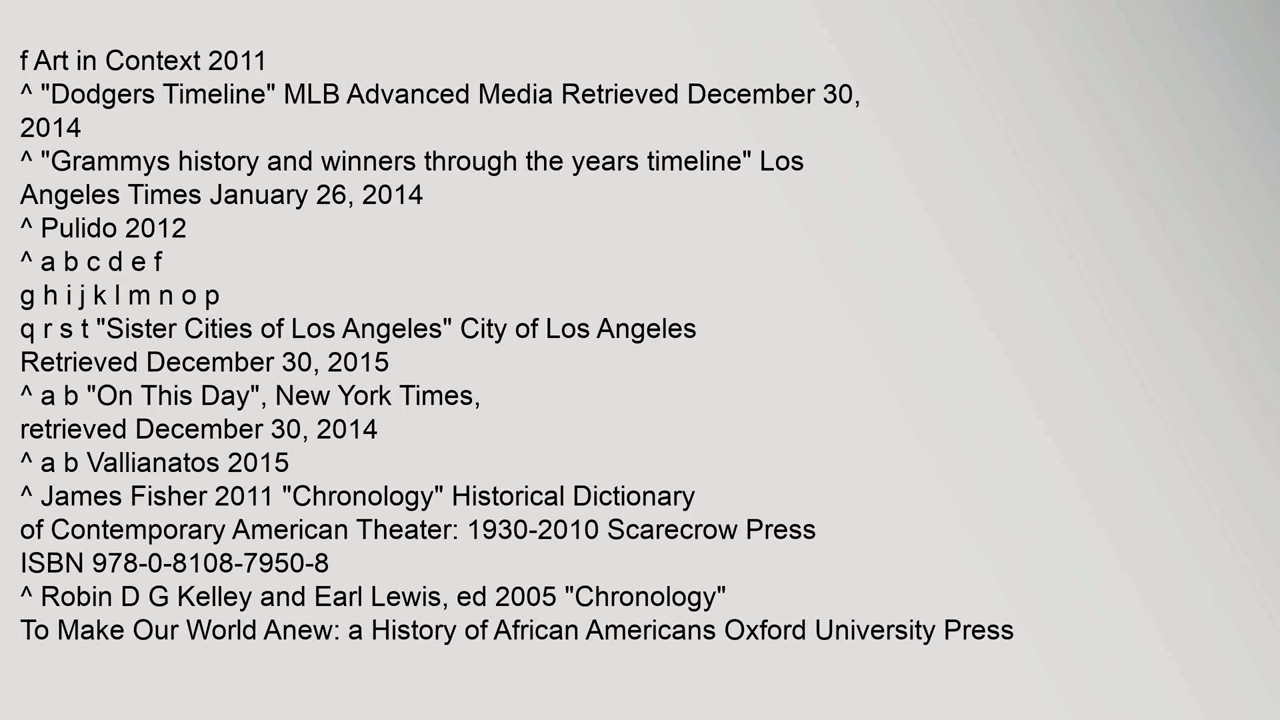 f Art in Context 2011
^ "Dodgers Timeline" MLB Advanced Media Retrieved December 30,
2014
^ "Grammys history and winners through the years timeline" Los
Angeles Times January 26, 2014
^ Pulido 2012
^ a b c d e f
g h i j k l m n o p
q r s t "Sister Cities of Los Angeles" City of Los Angeles
Retrieved December 30, 2015
^ a b "On This Day", New York Times,
retrieved December 30, 2014
^ a b Vallianatos 2015
^ James Fisher 2011 "Chronology" Historical Dictionary
of Contemporary American Theater: 1930-2010 Scarecrow Press
ISBN 978-0-8108-7950-8
^ Robin D G Kelley and Earl Lewis, ed 2005 "Chronology"
To Make Our World Anew: a History of African Americans Oxford University Press